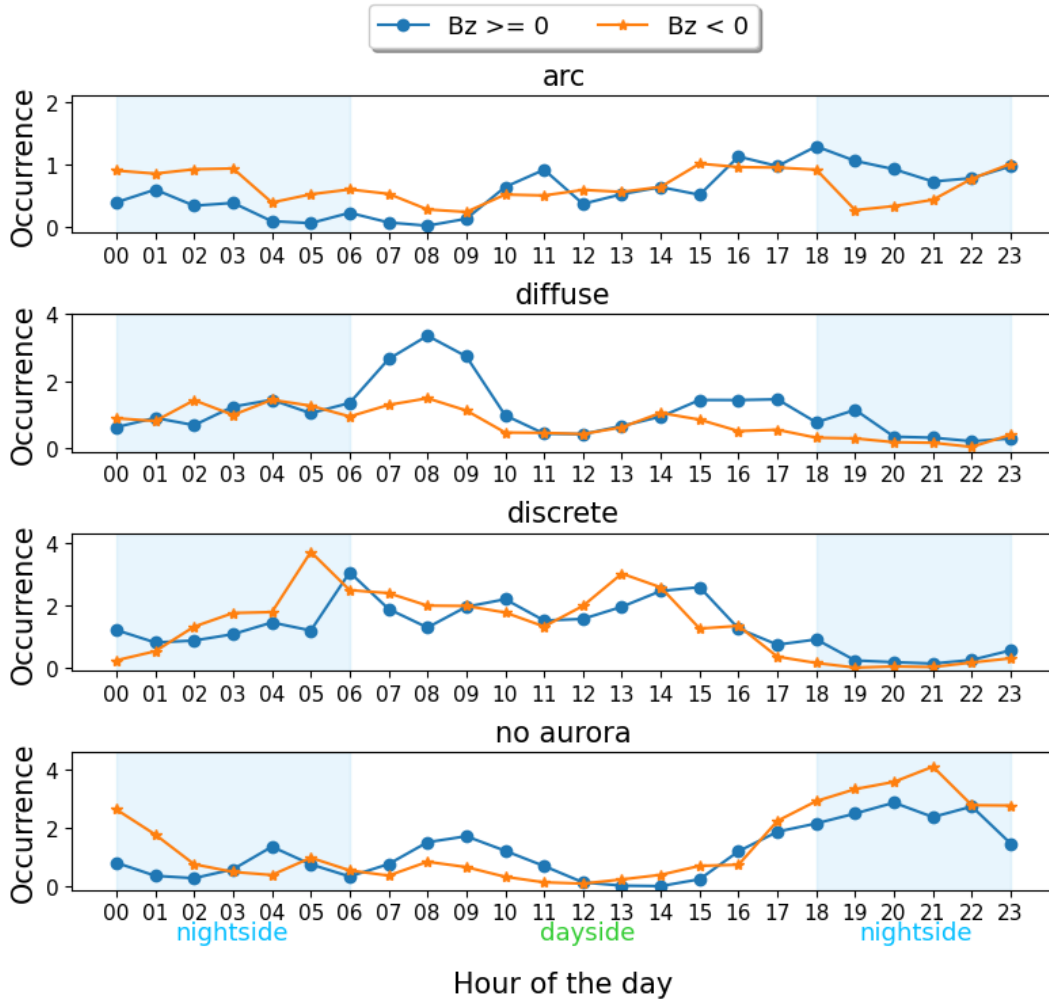 Bz >= 0 Bz < 0
arc
Occurrence
2
1
0
00 01 02 03 04 05 06 07 08 09 10 11 12 13 14 15 16 17 18 19 20 21 22 23
diffuse
Occurrence
4
2
0
00 01 02 03 04 05 06 07 08 09 10 11 12 13 14 15 16 17 18 19 20 21 22 23
discrete
Occurrence
4
2
0
00 01 02 03 04 05 06 07 08 09 10 11 12 13 14 15 16 17 18 19 20 21 22 23
no aurora
Occurrence
4
2
0
00 01 02 03 04 05 06 07 08 09 10 11 12 13 14 15 16 17 18 19 20 21 22 23
nightside dayside nightside
Hour of the day